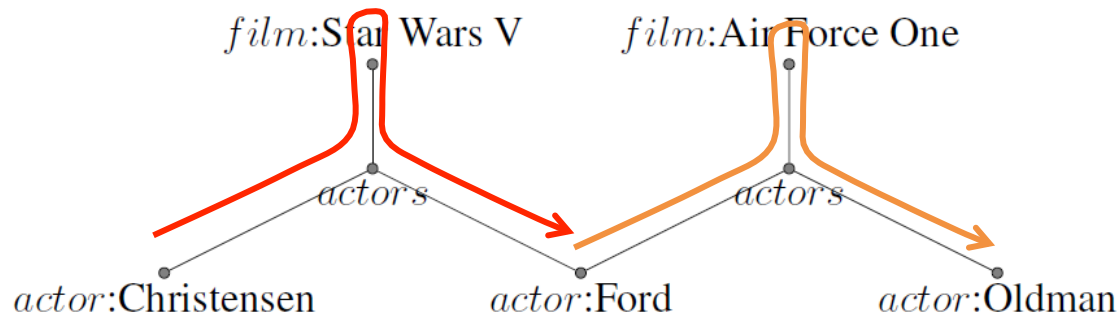 film:Star Wars V film:Air Force One
actors actors
actor:Christensen actor:Ford actor:Oldman